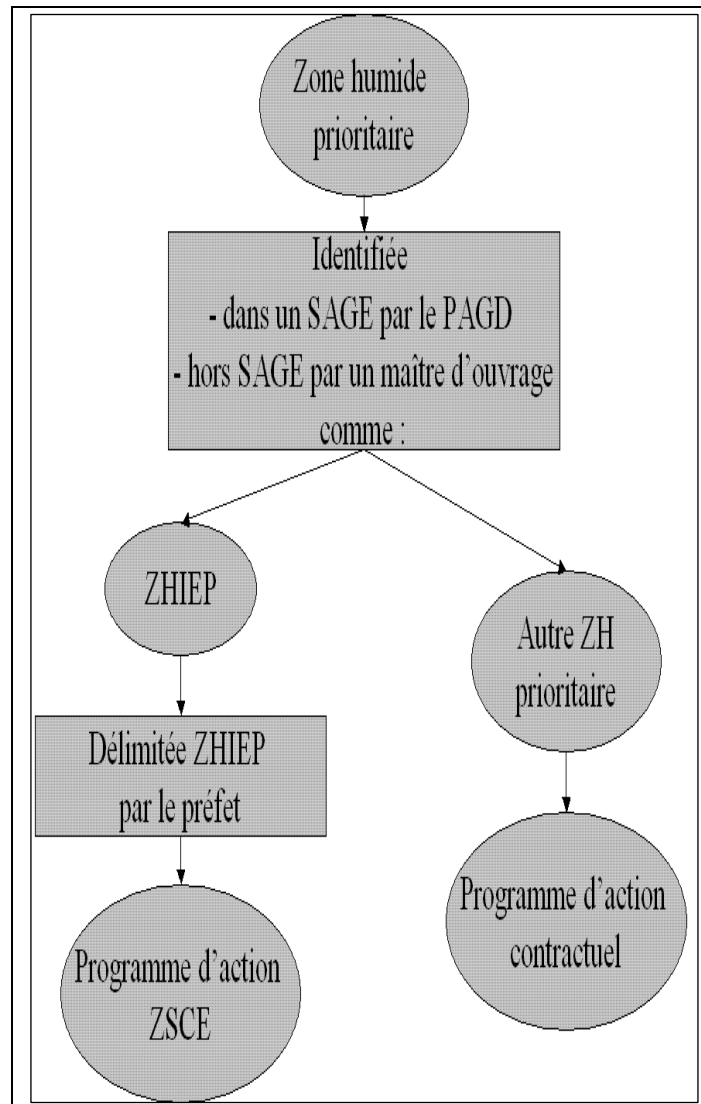 Zone humide
prioritaire
Identifiée
- dans un SAGE par le PAGD
- hors SAGE par un maître d'ouvrage
comme :
ZHIEP
Autre ZH
prioritaire
Délimitée ZHIEP
par le préfet
Programme d'action
contractuel
Programme d'action
ZSCE